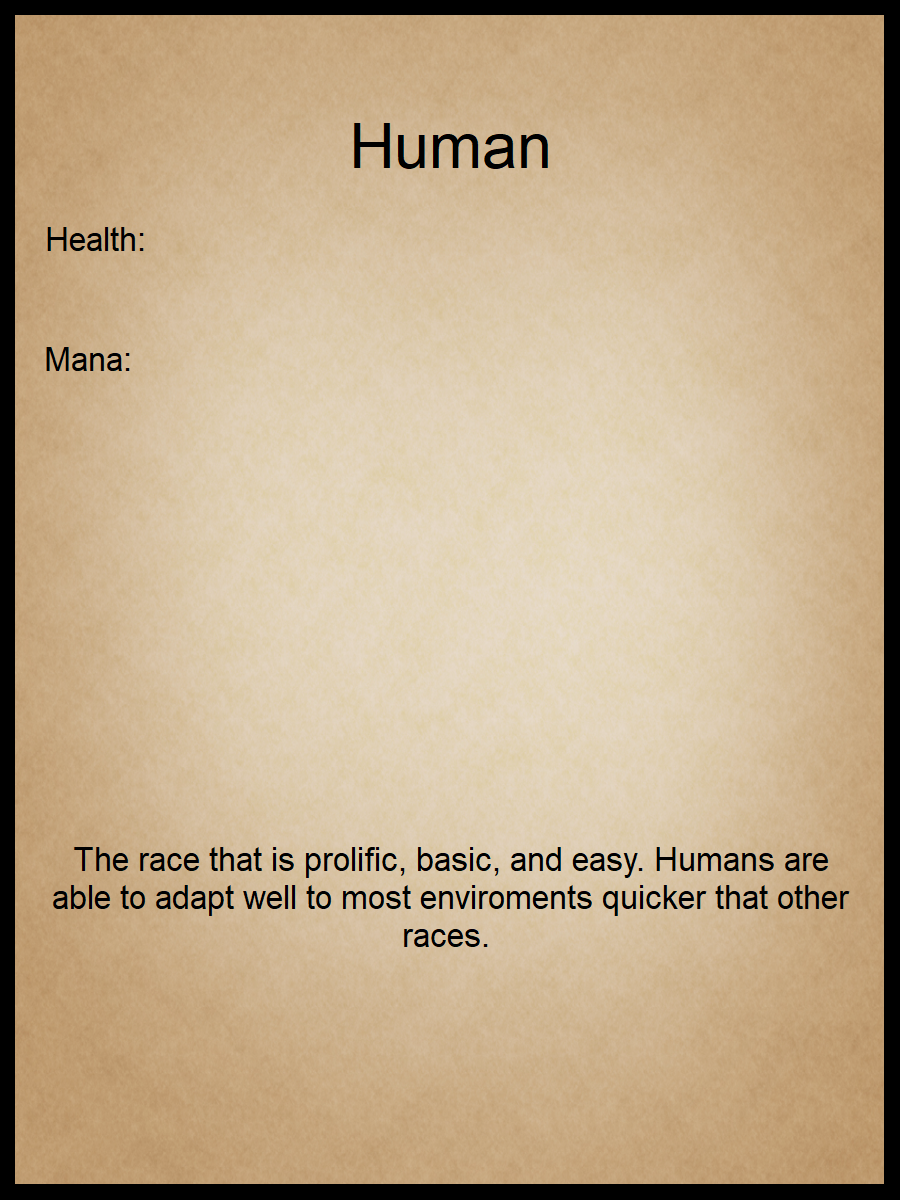 Human
Health:
Mana:
The race that is prolific, basic, and easy. Humans are
able to adapt well to most enviroments quicker that other
races.